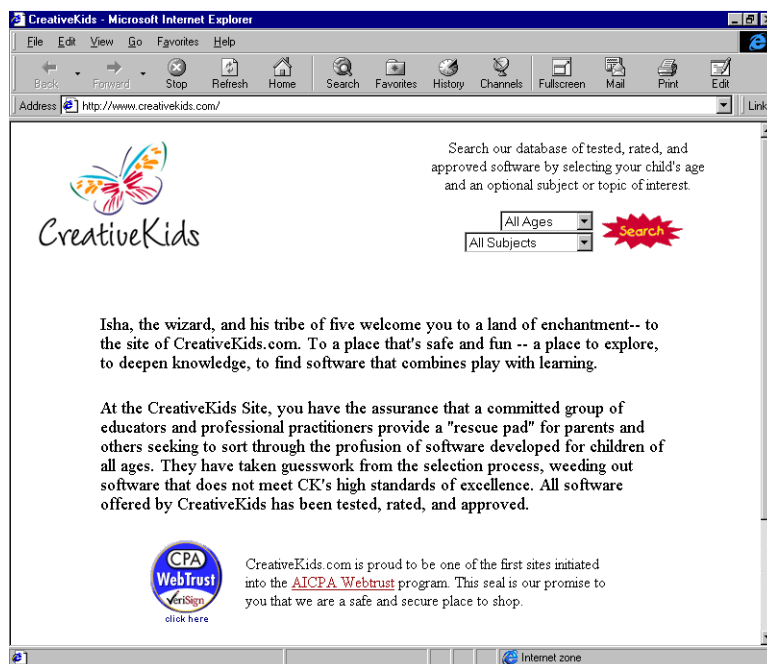 CreativeKids - Microsoft Internet Explorer
File Edit View Go Favorites Help
Back Forward Stop Refresh Home Search Favorites History Channels Fullscreen Mail Print Edit
Address http://www.creativekids.com/ Link
CreativeKids
Search our database of tested, rated, and
approved software by selecting your child's age
and an optional subject or topic of interest.
All Ages
All Subjects
Search
Isha, the wizard, and his tribe of five welcome you to a land of enchantment-- to
the site of CreativeKids.com. To a place that's safe and fun -- a place to explore,
to deepen knowledge, to find software that combines play with learning.
At the CreativeKids Site, you have the assurance that a committed group of
educators and professional practitioners provide a "rescue pad" for parents and
others seeking to sort through the profusion of software developed for children of
all ages. They have taken guesswork from the selection process, weeding out
software that does not meet CK's high standards of excellence. All software
offered by CreativeKids has been tested, rated, and approved.
CPA
WebTrust
VeriSign
click here
CreativeKids.com is proud to be one of the first sites initiated
into the AICPA Webtrust program. This seal is our promise to
you that we are a safe and secure place to shop.
Internet zone